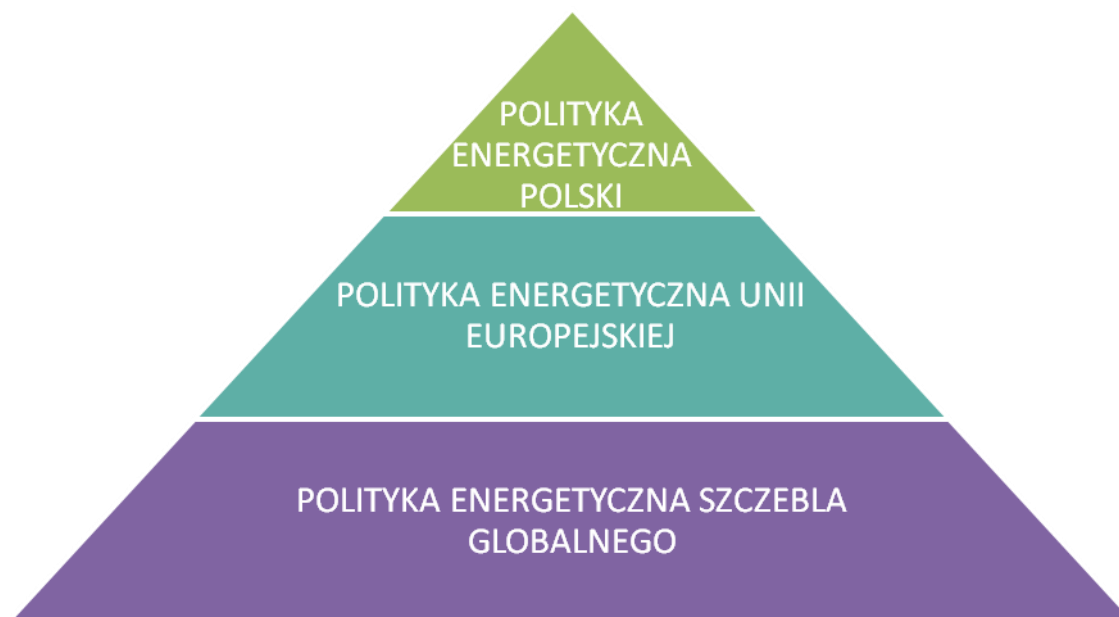 POLITYKA
ENERGETYCZNA
POLSKI
POLITYKA ENERGETYCZNA UNII
EUROPEJSKIEJ
POLITYKA ENERGETYCZNA SZCZEBLA
GLOBALNEGO